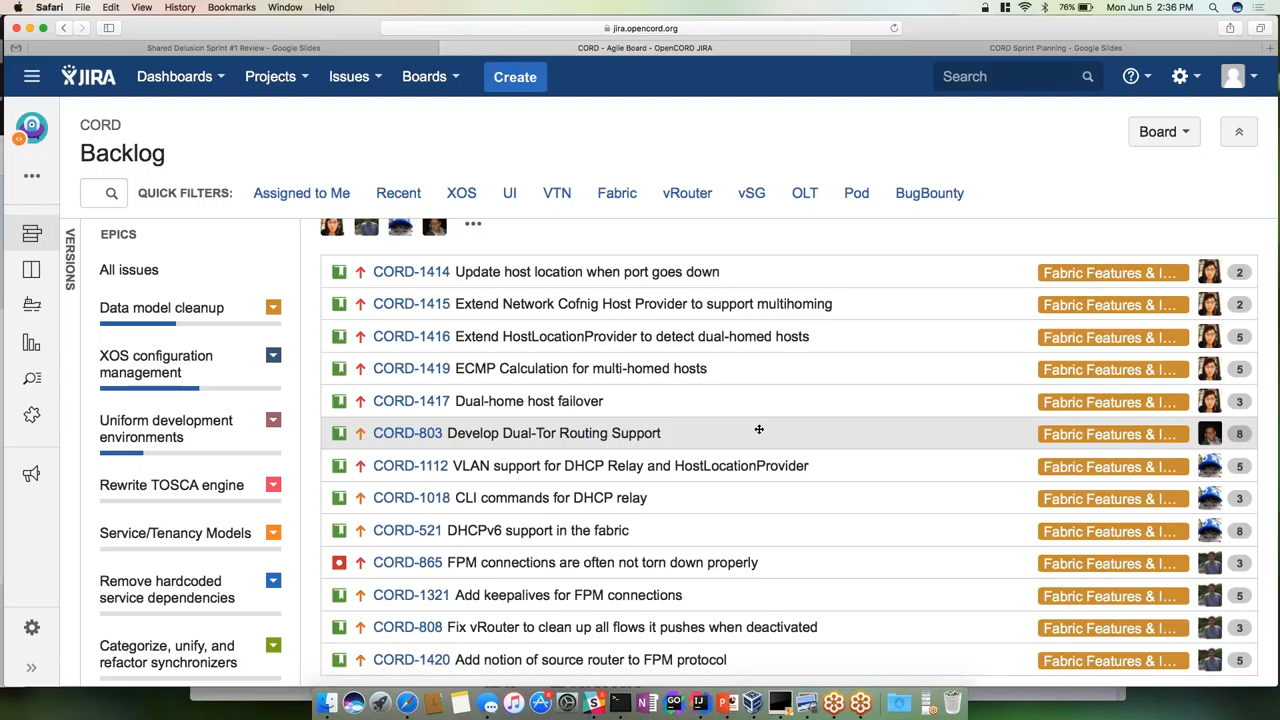 Safari File Edit View History Bookmarks Window Help 76% Mon Jun 5 2:36 PM
jira.opencord.org
Shared Delusion Sprint #1 Review - Google Slides CORD - Agile Board - OpenCORD JIRA CORD Sprint Planning - Google Slides
JIRA Dashboards Projects Issues Boards Create Search
CORD
Backlog
Board
QUICK FILTERS: Assigned to Me Recent XOS UI VTN Fabric vRouter vSG OLT Pod BugBounty
VERSIONS
EPICS
All issues
Data model cleanup
XOS configuration
management
Uniform development
environments
Rewrite TOSCA engine
Service/Tenancy Models
Remove hardcoded
service dependencies
Categorize, unify, and
refactor synchronizers
CORD-1414 Update host location when port goes down Fabric Features & I... 2
CORD-1415 Extend Network Cofnig Host Provider to support multihoming Fabric Features & I... 2
CORD-1416 Extend HostLocationProvider to detect dual-homed hosts Fabric Features & I... 5
CORD-1419 ECMP Calculation for multi-homed hosts Fabric Features & I... 5
CORD-1417 Dual-home host failover Fabric Features & I... 3
CORD-803 Develop Dual-Tor Routing Support Fabric Features & I... 8
CORD-1112 VLAN support for DHCP Relay and HostLocationProvider Fabric Features & I... 5
CORD-1018 CLI commands for DHCP relay Fabric Features & I... 3
CORD-521 DHCPv6 support in the fabric Fabric Features & I... 8
CORD-865 FPM connections are often not torn down properly Fabric Features & I... 3
CORD-1321 Add keepalives for FPM connections Fabric Features & I... 5
CORD-808 Fix vRouter to clean up all flows it pushes when deactivated Fabric Features & I... 3
CORD-1420 Add notion of source router to FPM protocol Fabric Features & I... 5